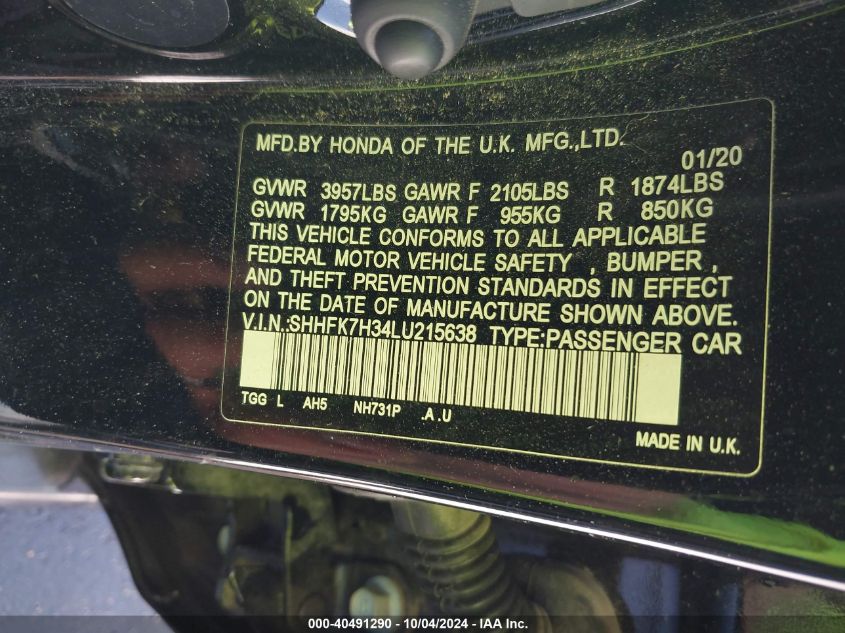 MFD.BY HONDA OF THE U.K. MFG.,LTD.
01/20
GVWR 3957LBS GAWR F 2105LBS R 1874LBS
GVWR 1795KG GAWR F 955KG R 850KG
THIS VEHICLE CONFORMS TO ALL APPLICABLE
FEDERAL MOTOR VEHICLE SAFETY , BUMPER ,
AND THEFT PREVENTION STANDARDS IN EFFECT
ON THE DATE OF MANUFACTURE SHOWN ABOVE.
V.I.N.:SHHFK7H34LU215638 TYPE:PASSENGER CAR
TGG L AH5 NH731P .A.U
MADE IN U.K.
000-40491290 - 10/04/2024 - IAA Inc.